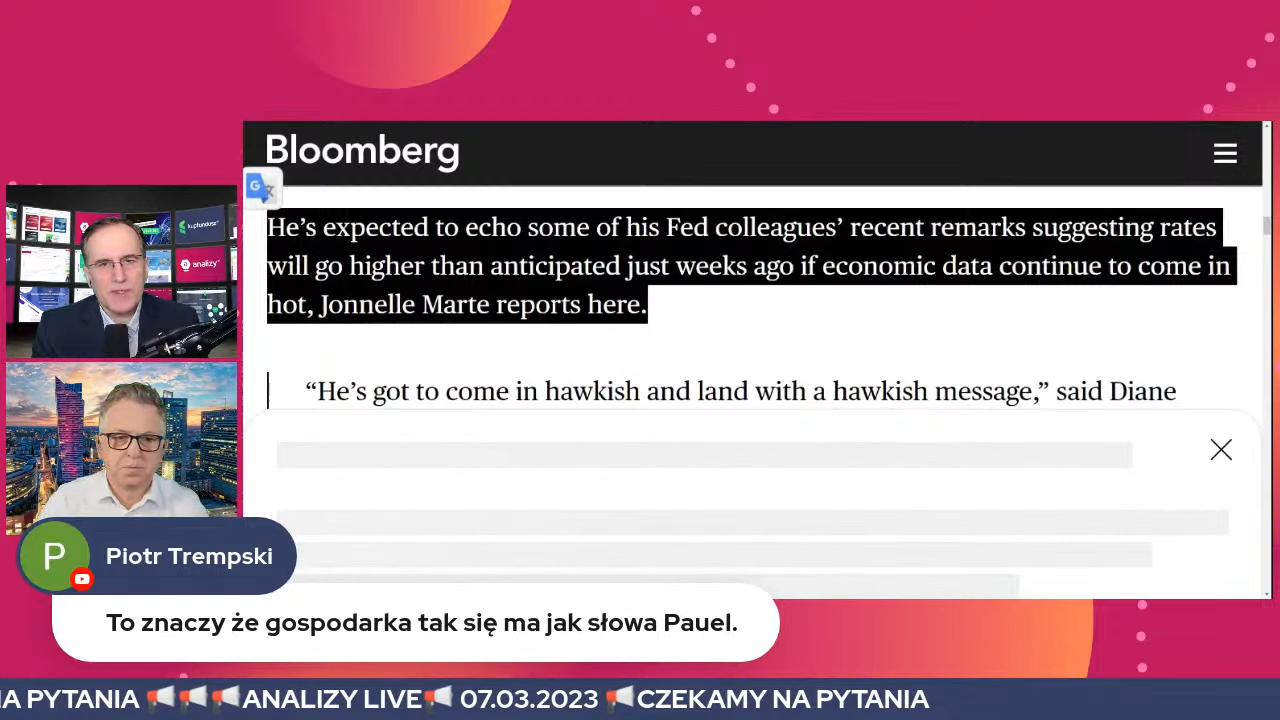 Bloomberg
He’s expected to echo some of his Fed colleagues’ recent remarks suggesting rates
will go higher than anticipated just weeks ago if economic data continue to come in
hot, Jonnelle Marte reports here.
“He’s got to come in hawkish and land with a hawkish message,” said Diane
kupfundusz
analizy
P
Piotr Trempski
To znaczy że gospodarka tak się ma jak słowa Pauel.
NA PYTANIA 📢📢📢ANALIZY LIVE📢 07.03.2023 📢CZEKAMY NA PYTANIA